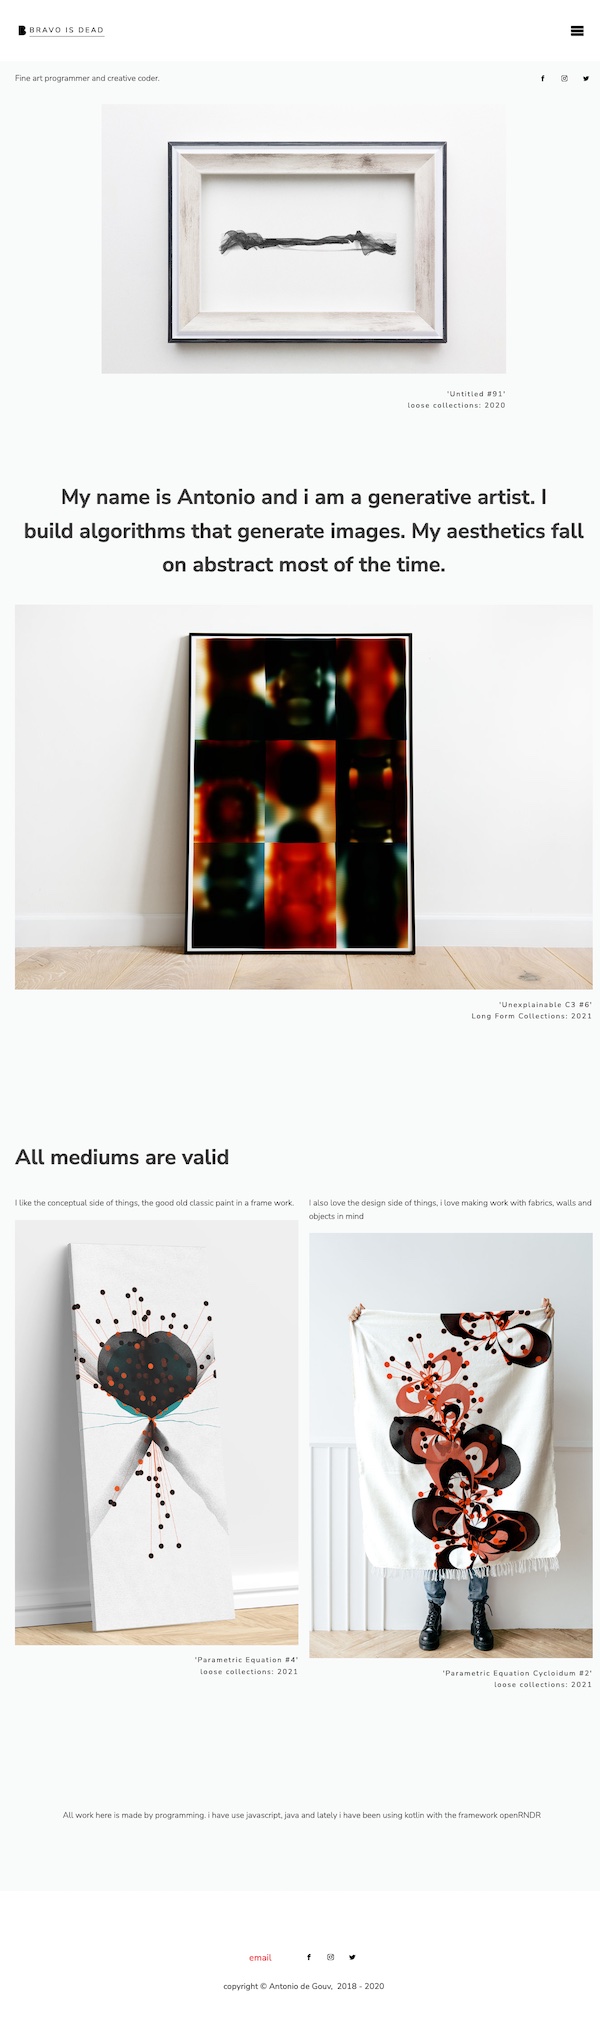 BRAVO IS DEAD
Fine art programmer and creative coder.
'Untitled #91'
loose collections: 2020
My name is Antonio and i am a generative artist. I
build algorithms that generate images. My aesthetics fall
on abstract most of the time.
'Unexplainable C3 #6'
Long Form Collections: 2021
All mediums are valid
I like the conceptual side of things, the good old classic paint in a frame work.
'Parametric Equation #4'
loose collections: 2021
I also love the design side of things, i love making work with fabrics, walls and
objects in mind
'Parametric Equation Cycloidum #2'
loose collections: 2021
All work here is made by programming. i have use javascript, java and lately i have been using kotlin with the framework openRNDR
email
copyright © Antonio de Gouv, 2018 - 2020